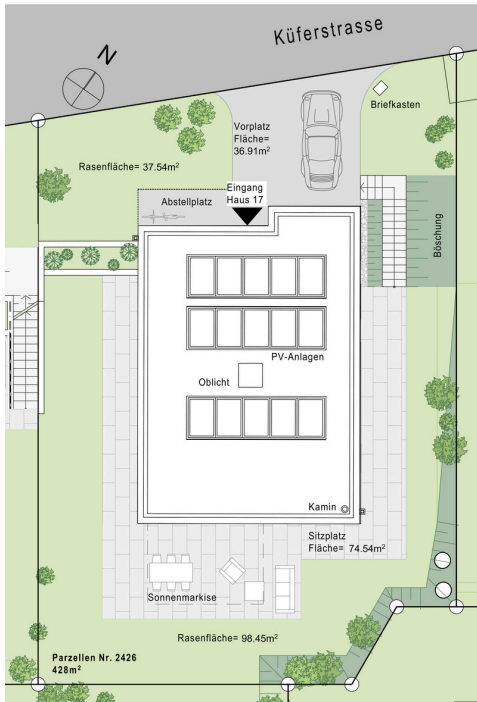 Küferstrasse
N
Briefkasten
Vorplatz
Fläche=
36.91m²
Rasenfläche= 37.54m²
Eingang
Haus 17
Abstellplatz
Böschung
PV-Anlagen
Oblicht
Kamin
Sitzplatz
Fläche= 74.54m²
Sonnenmarkise
Rasenfläche= 98.45m²
Parzellen Nr. 2426
428m²